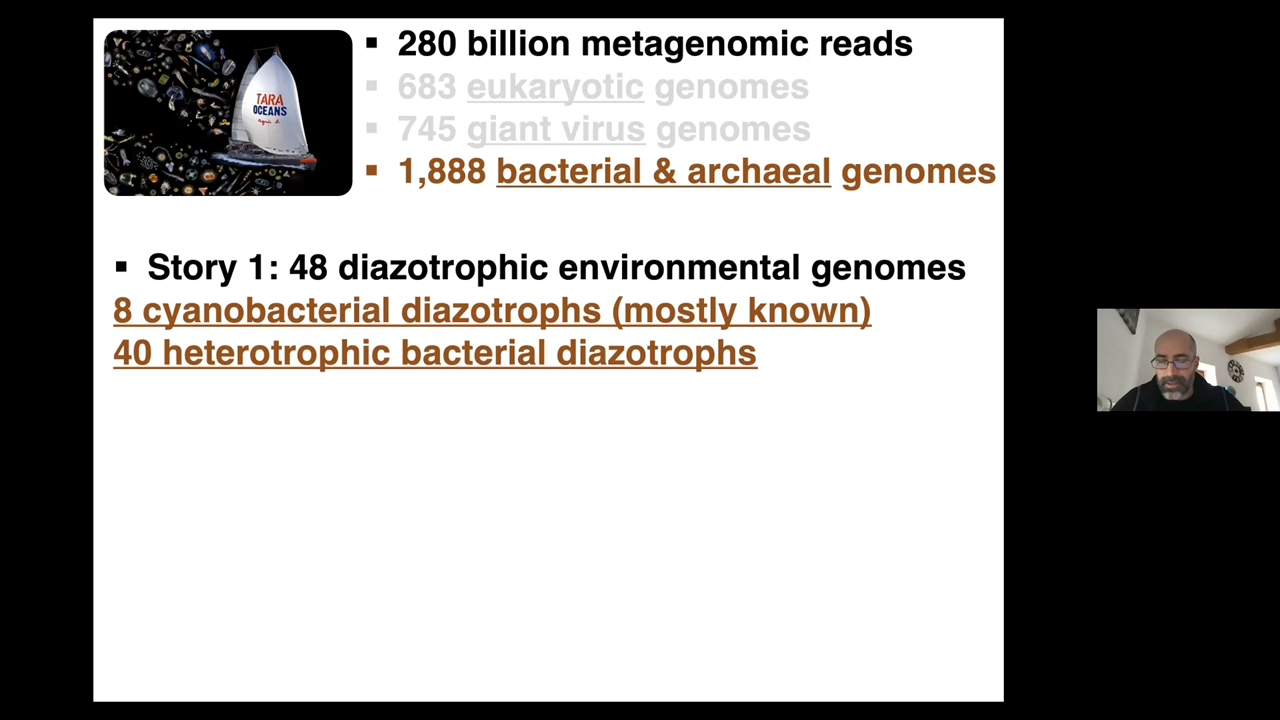 TARA
OCEANS
▪ 280 billion metagenomic reads
▪ 683 eukaryotic genomes
▪ 745 giant virus genomes
▪ 1,888 bacterial & archaeal genomes
▪ Story 1: 48 diazotrophic environmental genomes
8 cyanobacterial diazotrophs (mostly known)
40 heterotrophic bacterial diazotrophs